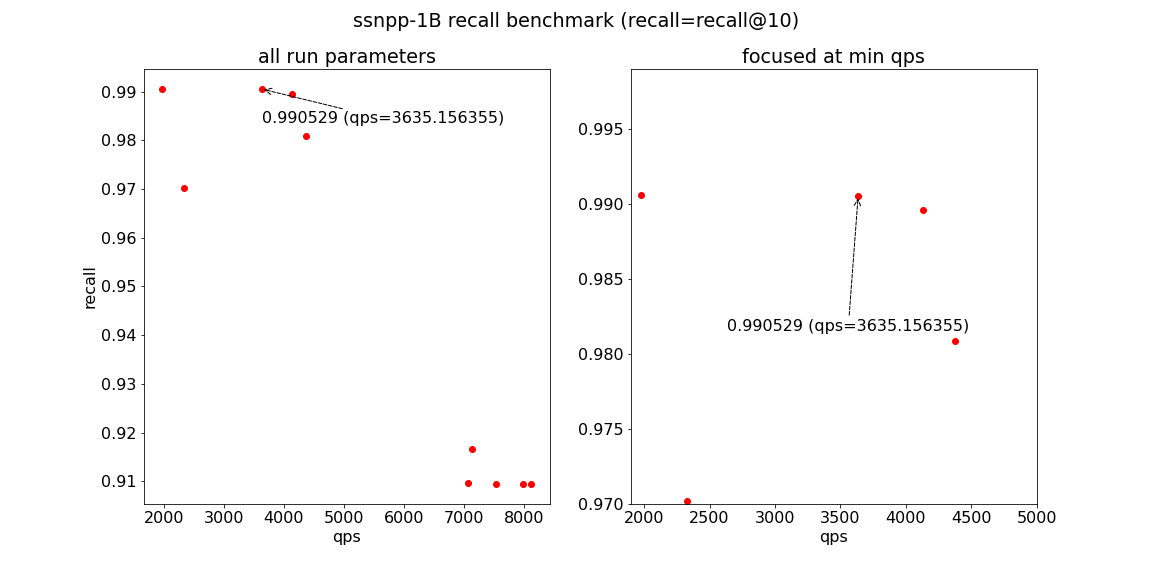 ssnpp-1B recall benchmark (recall=recall@10)
all run parameters
0.99
0.98
0.97
0.96
0.95
0.94
0.93
0.92
0.91
recall
0.990529 (qps=3635.156355)
2000 3000 4000 5000 6000 7000 8000
qps
focused at min qps
0.995
0.990
0.985
0.980
0.975
0.970
0.990529 (qps=3635.156355)
2000 2500 3000 3500 4000 4500 5000
qps